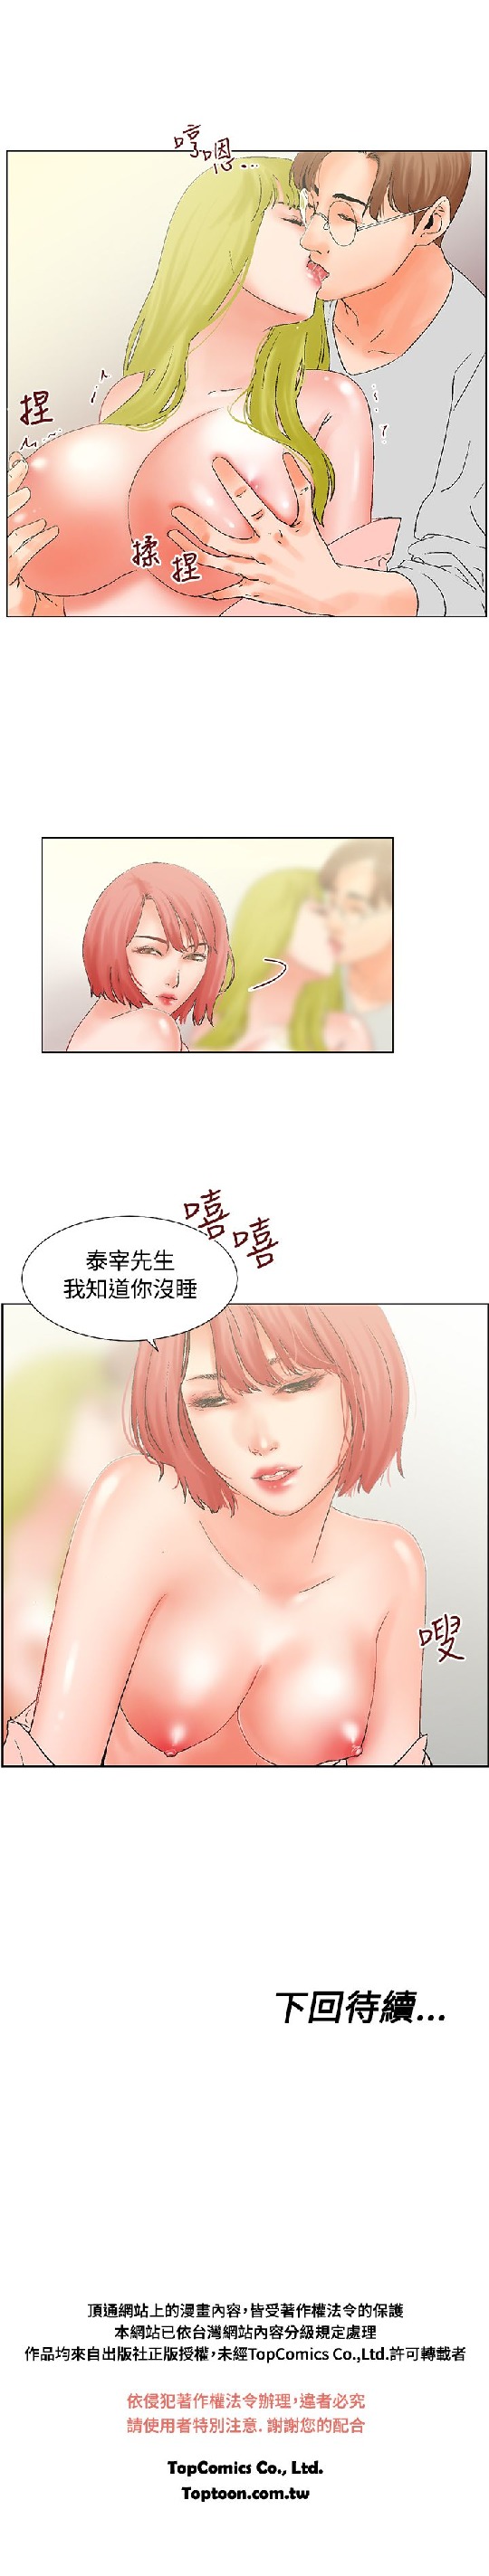 哼嗯…
捏
揉
捏
嘻
嘻
泰宰先生
我知道你沒睡
嗖
下回待續...
頂通網站上的漫畫內容,皆受著作權法令的保護
本網站已依台灣網站內容分級規定處理
作品均來自出版社正版授權,未經TopComics Co.,Ltd.許可轉載者
依侵犯著作權法令辦理,違者必究
請使用者特別注意. 謝謝您的配合
TopComics Co., Ltd.
Toptoon.com.tw